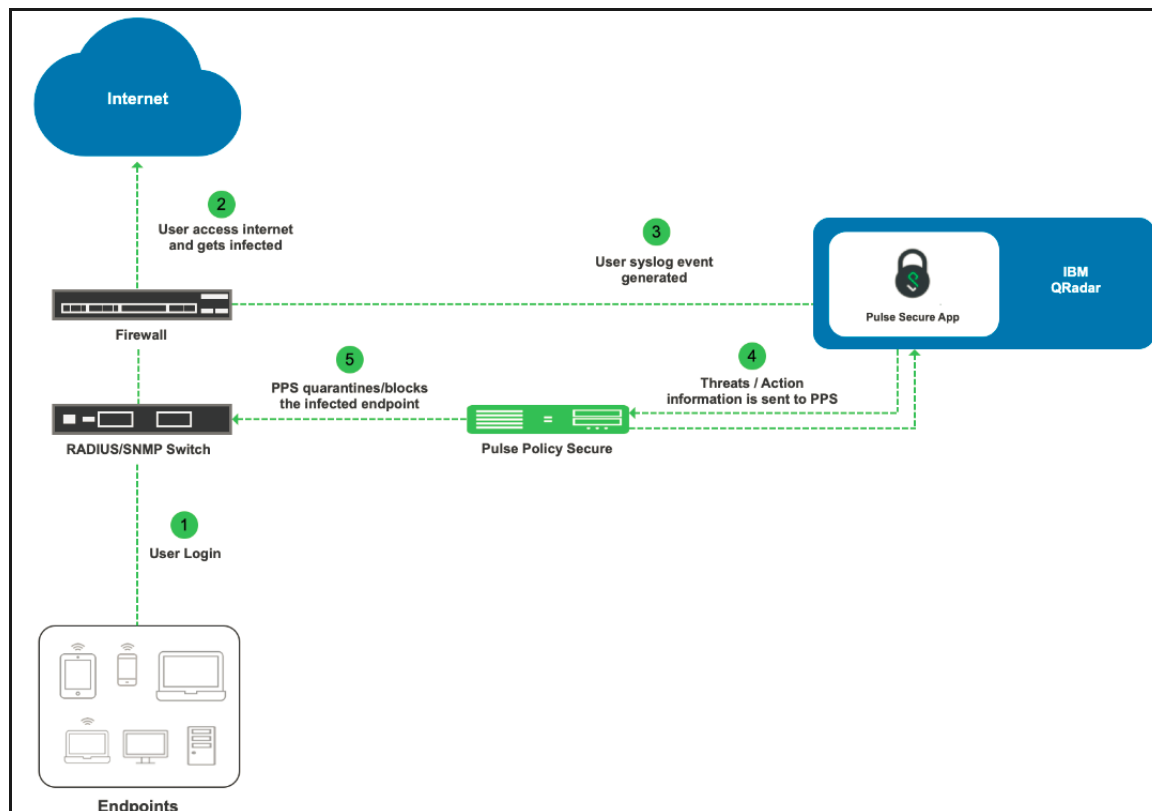 Internet
2
User access internet
and gets infected
3
User syslog event
generated
IBM
QRadar
Pulse Secure App
Firewall
5
PPS quarantines/blocks
the infected endpoint
4
Threats / Action
information is sent to PPS
RADIUS/SNMP Switch
Pulse Policy Secure
1
User Login
Endpoints